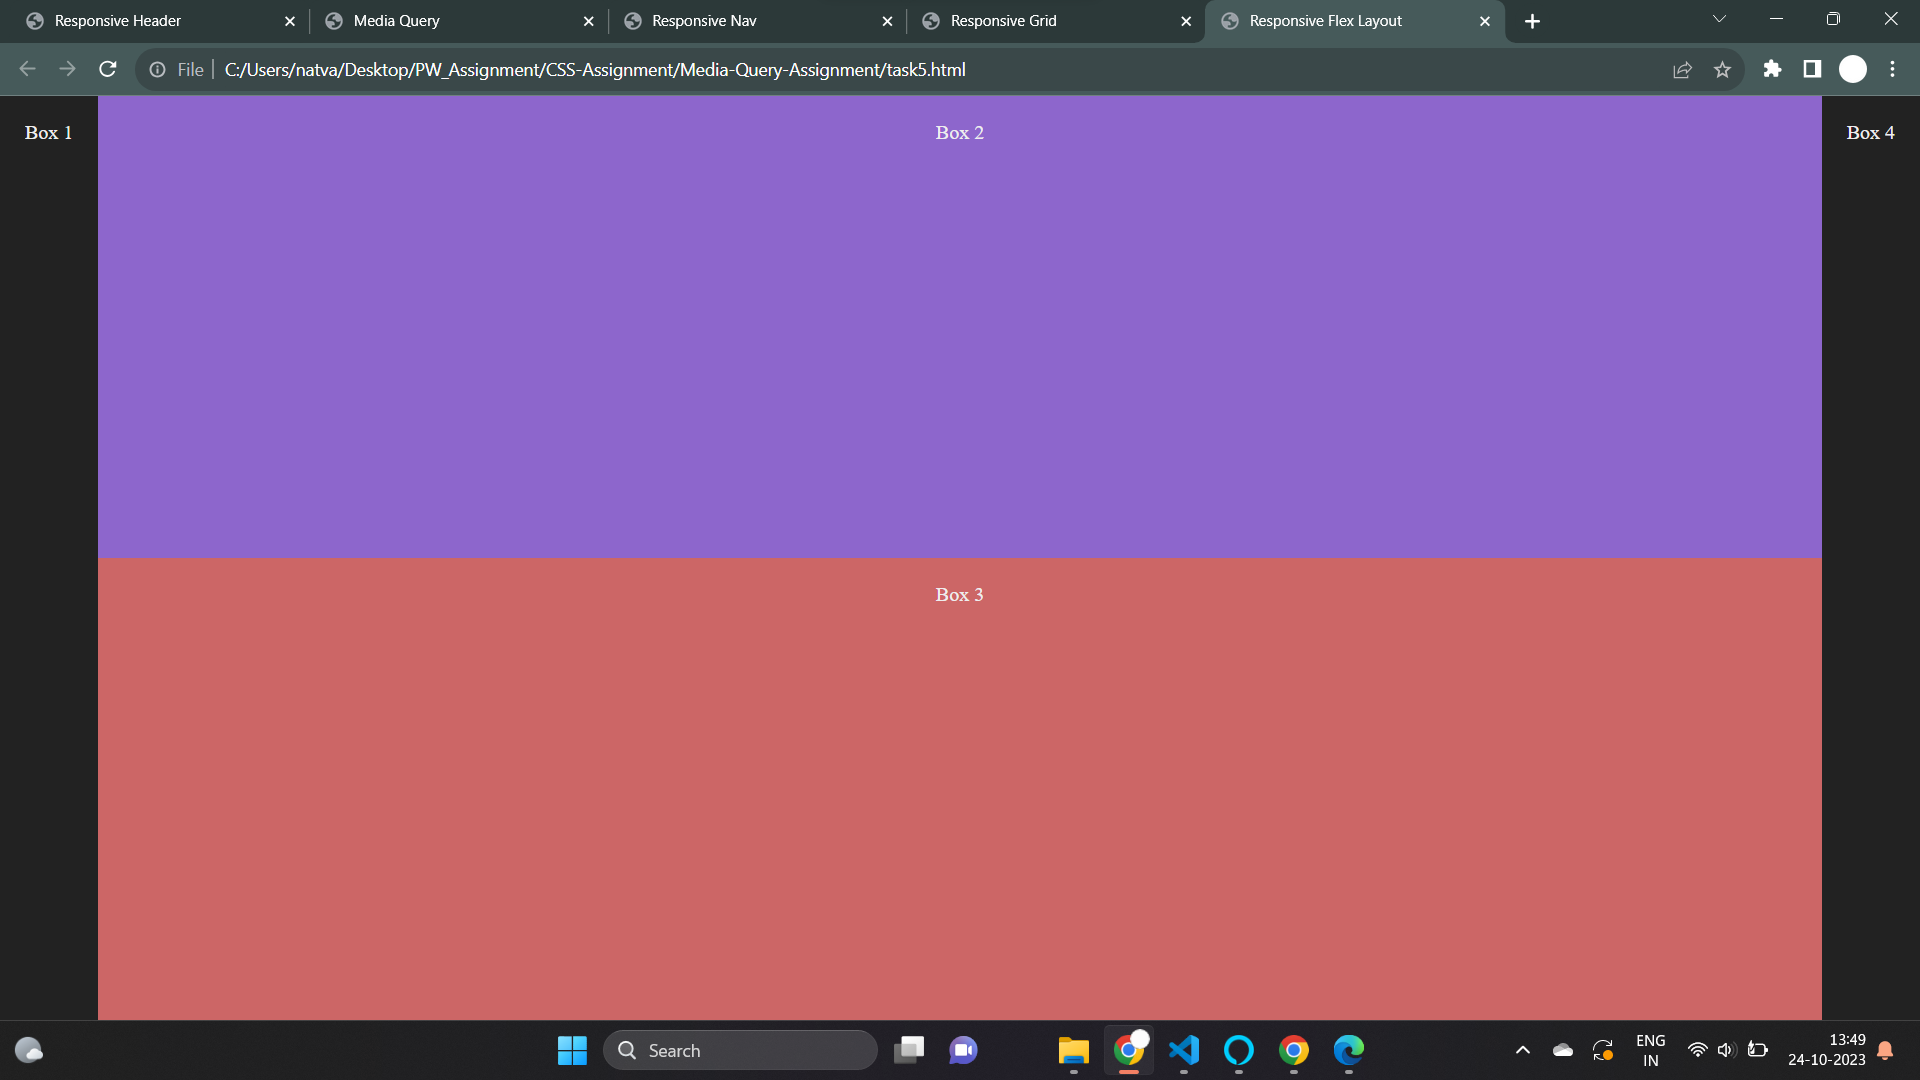 Responsive Header
Media Query
Responsive Nav
Responsive Grid
Responsive Flex Layout
File
C:/Users/natva/Desktop/PW_Assignment/CSS-Assignment/Media-Query-Assignment/task5.html
Box 1
Box 2
Box 4
Box 3
Search
ENG
IN
13:49
24-10-2023